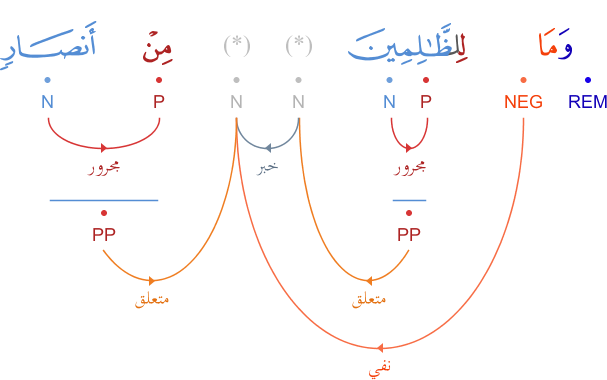 وَمَا لِلظَّٰلِمِينَ (*) (*) مِنْ أَنصَارٍ
REM NEG P N N N P N
مجرور خبر مجرور
PP PP
متعلق متعلق
نفي